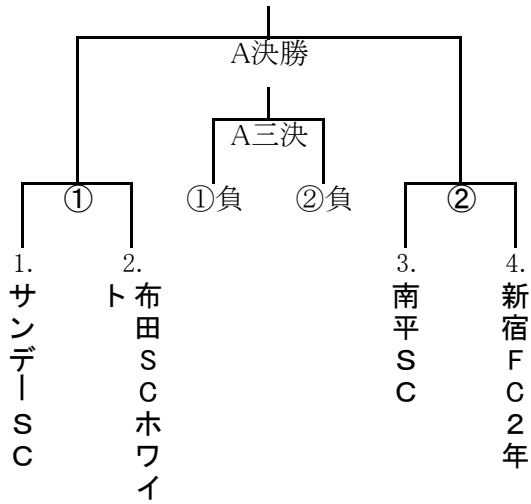 A決勝
A三決
① ①負 ②負 ②
1. 2. 3. 4.
サンデーSC
布田SCホワイ
ト
南平SC
新宿FC2年